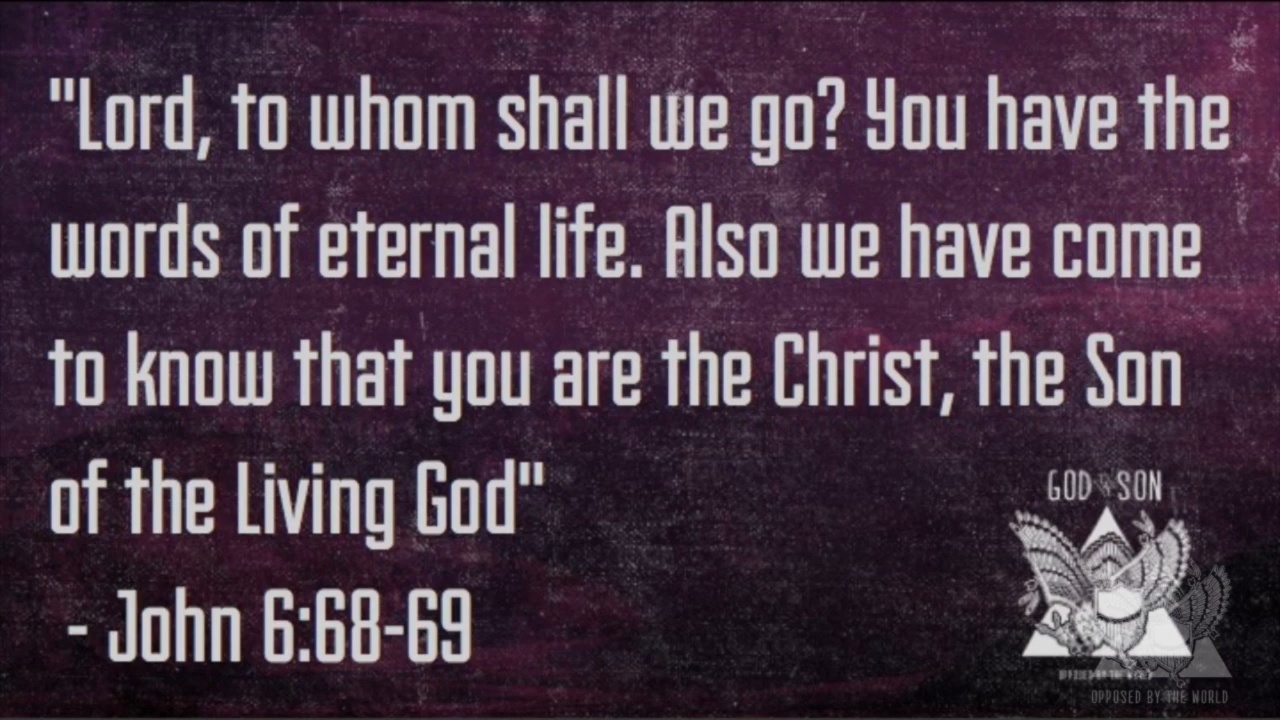 "Lord, to whom shall we go? You have the
words of eternal life. Also we have come
to know that you are the Christ, the Son
of the Living God"
- John 6:68-69
GOD SON
OPPOSED BY THE WORLD